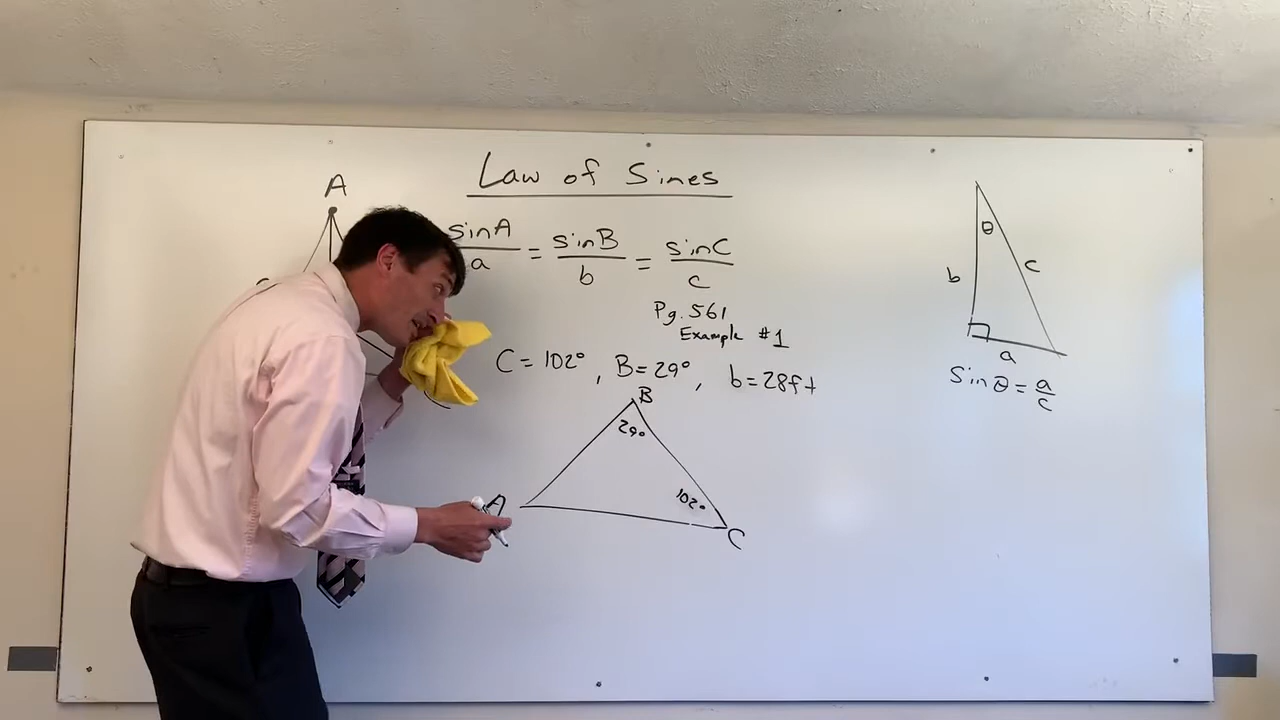 Law of Sines
A
sinA/a = sinB/b = sinC/c
Pg. 561
Example #1
C = 102°, B = 29°, b = 28ft
B
29°
A
102°
C
θ
b
c
a
Sin θ = a/c